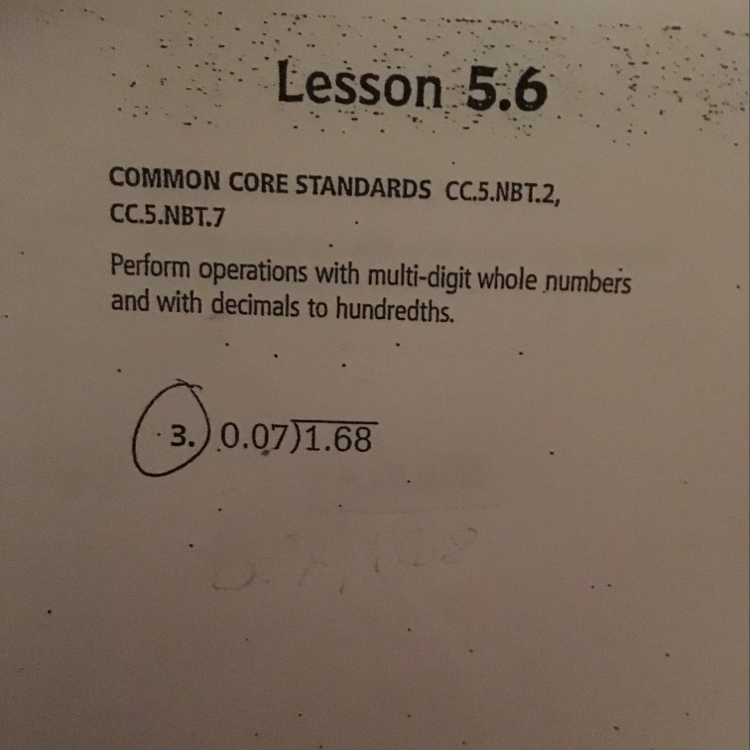 Lesson 5.6
COMMON CORE STANDARDS CC.5.NBT.2,
CC.5.NBT.7
Perform operations with multi-digit whole numbers
and with decimals to hundredths.
3. 0.07)1.68